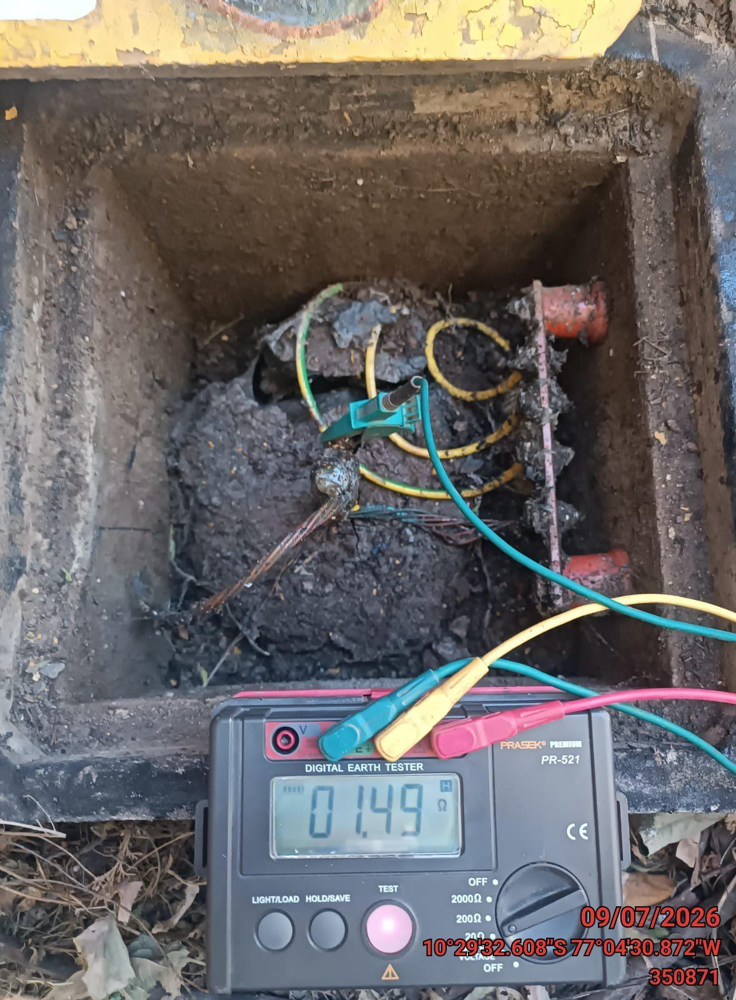 V
E
PRASEK® PREMIUM
PR-521
DIGITAL EARTH TESTER
H
01.49 Ω
CE
TEST
LIGHT/LOAD HOLD/SAVE
OFF
2000Ω
200Ω
20Ω
VOLTAGE
OFF
09/07/2026
10°29'32.608"S 77°04'30.872"W
350871